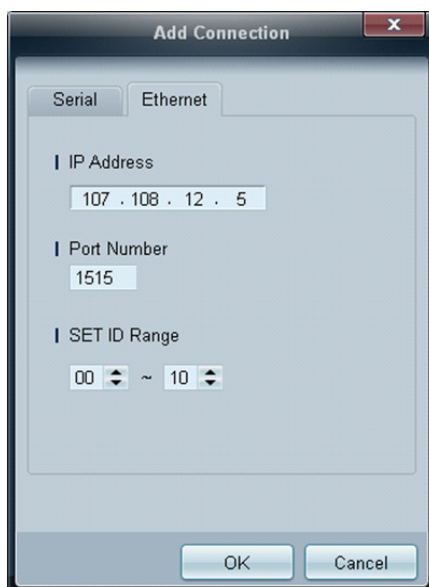 Add Connection
x
Serial Ethernet
IP Address
107 . 108 . 12 . 5
Port Number
1515
SET ID Range
00 ~ 10
OK Cancel